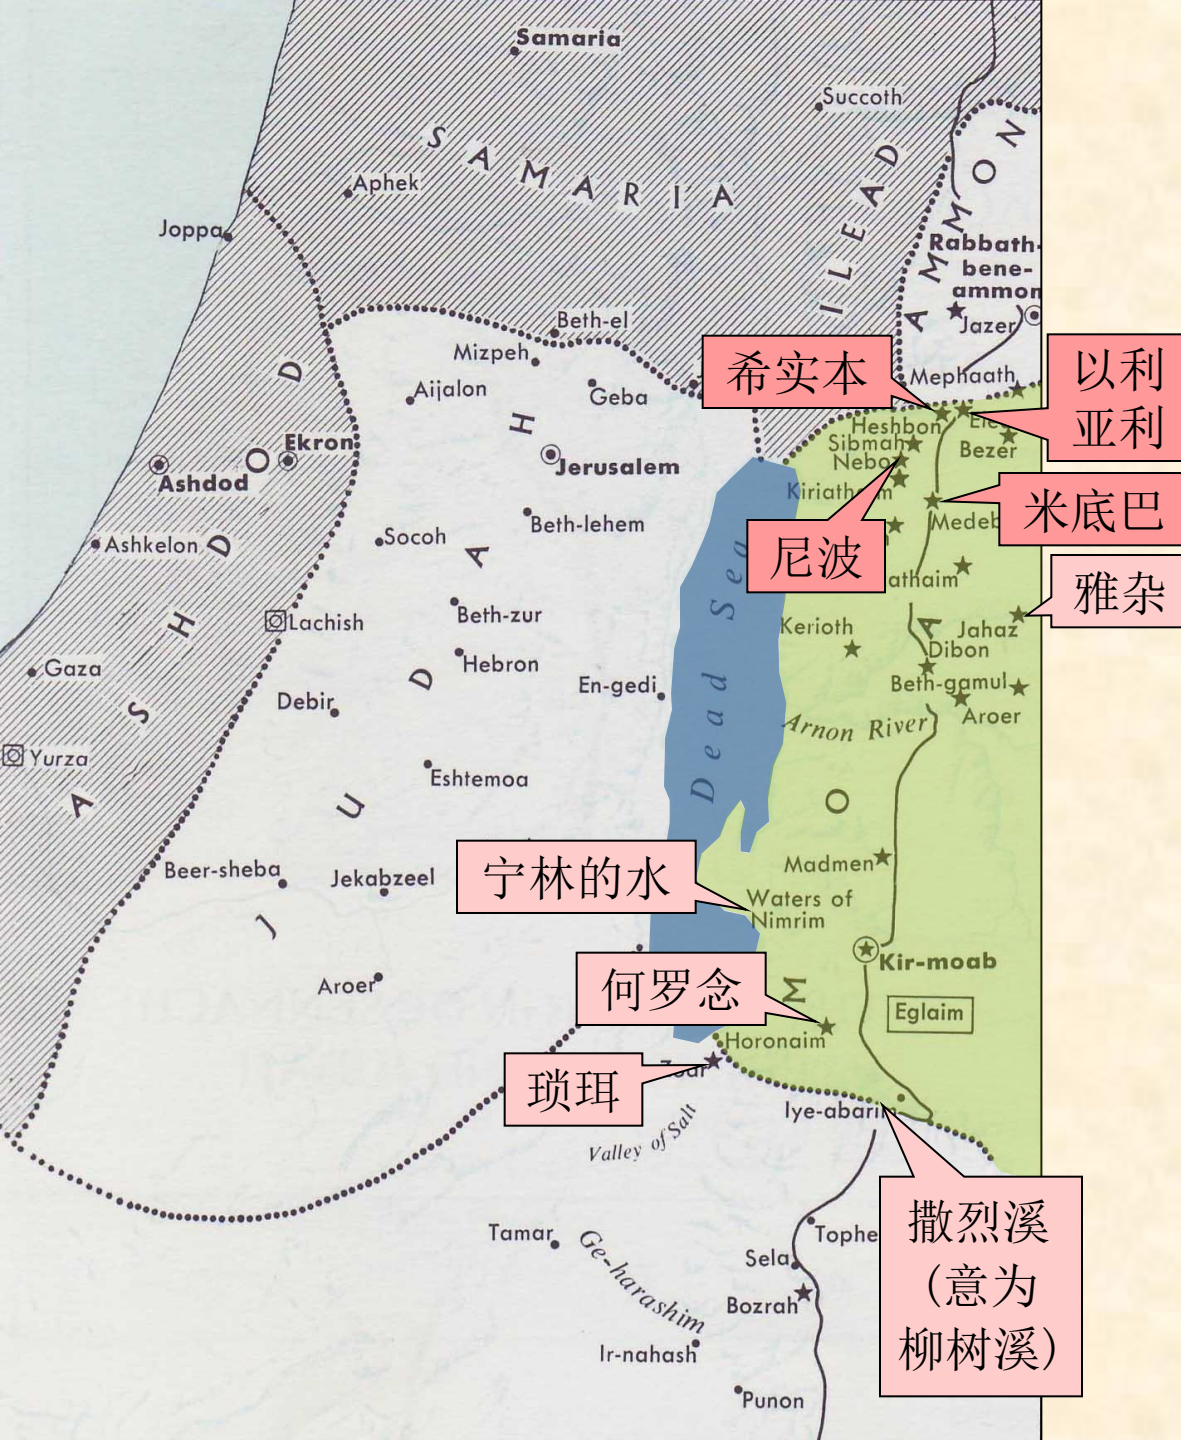 Samaria
Succoth
SAMARIA
Aphek
ILEAD
AMMON
Joppa
Rabbath-
bene-
ammon
Jazer
Beth-el
Mizpeh
Mephaath
希实本
以利
亚利
Aijalon
Geba
Heshbon
Sibmah
Bezer
Nebo
Ekron
Jerusalem
Ashdod
Kiriathaim
米底巴
Beth-lehem
Socoh
Ashkelon
尼波
athaim
雅杂
Beth-zur
Lachish
Kerioth
Jahaz
Dibon
Hebron
Gaza
En-gedi
Beth-gamul
Debir
Aroer
Arnon River
Dead Sea
ASHDOD
JUDAH
MOA
Yurza
Eshtemoa
宁林的水
Madmen
Beer-sheba
Jekabzeel
Waters of
Nimrim
Kir-moab
何罗念
Aroer
Eglaim
Horonaim
琐珥
Iye-abarim
Valley of Salt
撒烈溪
（意为
柳树溪）
Tamar
Ge-harashim
Tophe
Sela
Bozrah
Ir-nahash
Punon